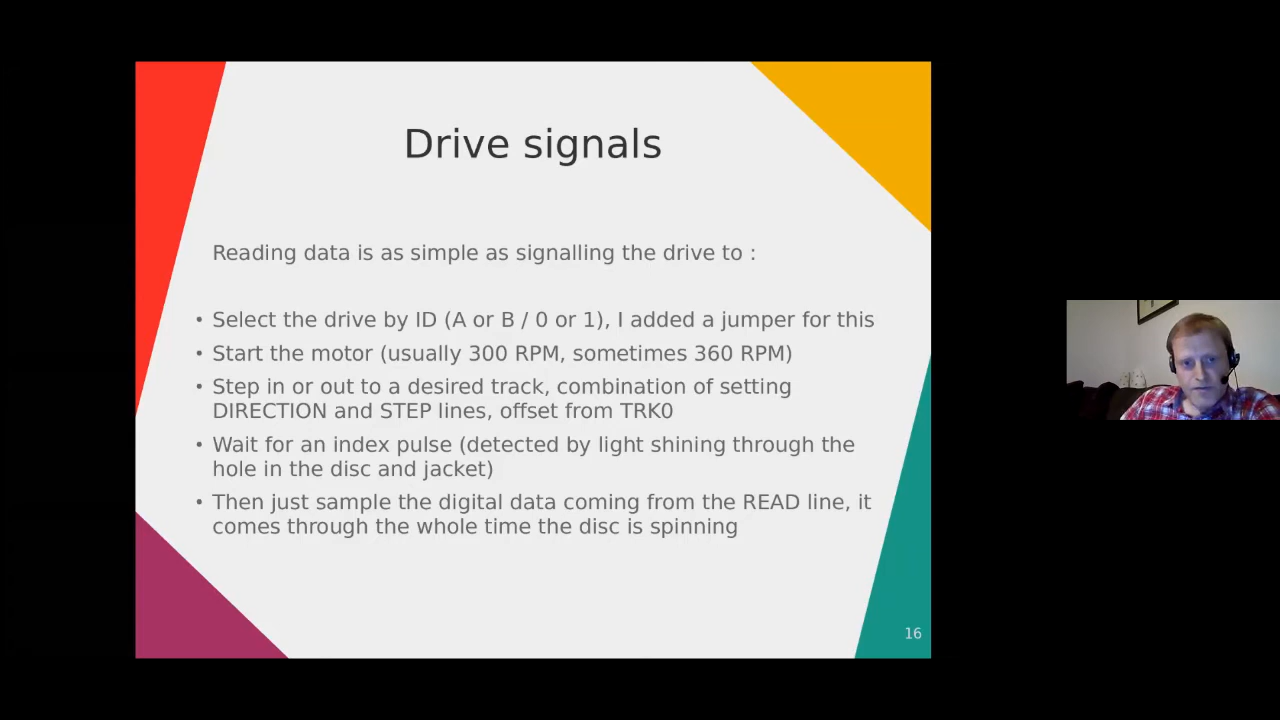 Drive signals
Reading data is as simple as signalling the drive to :
• Select the drive by ID (A or B / 0 or 1), I added a jumper for this
• Start the motor (usually 300 RPM, sometimes 360 RPM)
• Step in or out to a desired track, combination of setting
DIRECTION and STEP lines, offset from TRK0
• Wait for an index pulse (detected by light shining through the
hole in the disc and jacket)
• Then just sample the digital data coming from the READ line, it
comes through the whole time the disc is spinning
16